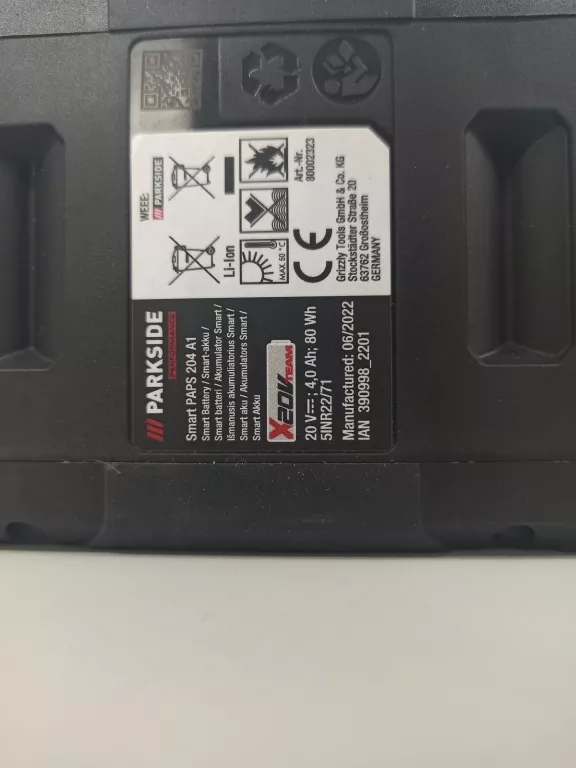 PARKSIDE
PERFORMANCE
Smart PAPS 204 A1
Smart Battery / Smart-akku /
Smart batteri / Akumulator Smart /
Išmanusis akumuliatorius Smart /
Smart aku / Akumulators Smart /
Smart Akku
X20V TEAM
20 V⎓; 4,0 Ah; 80 Wh
5INR22/71
Manufactured: 06/2022
IAN 390998_2201
WEEE:
PARKSIDE
Li-Ion
MAX.50 °C
Art.-Nr.
80002323
CE
Grizzly Tools GmbH & Co. KG
Stockstädter Straße 20
63762 Großostheim
GERMANY